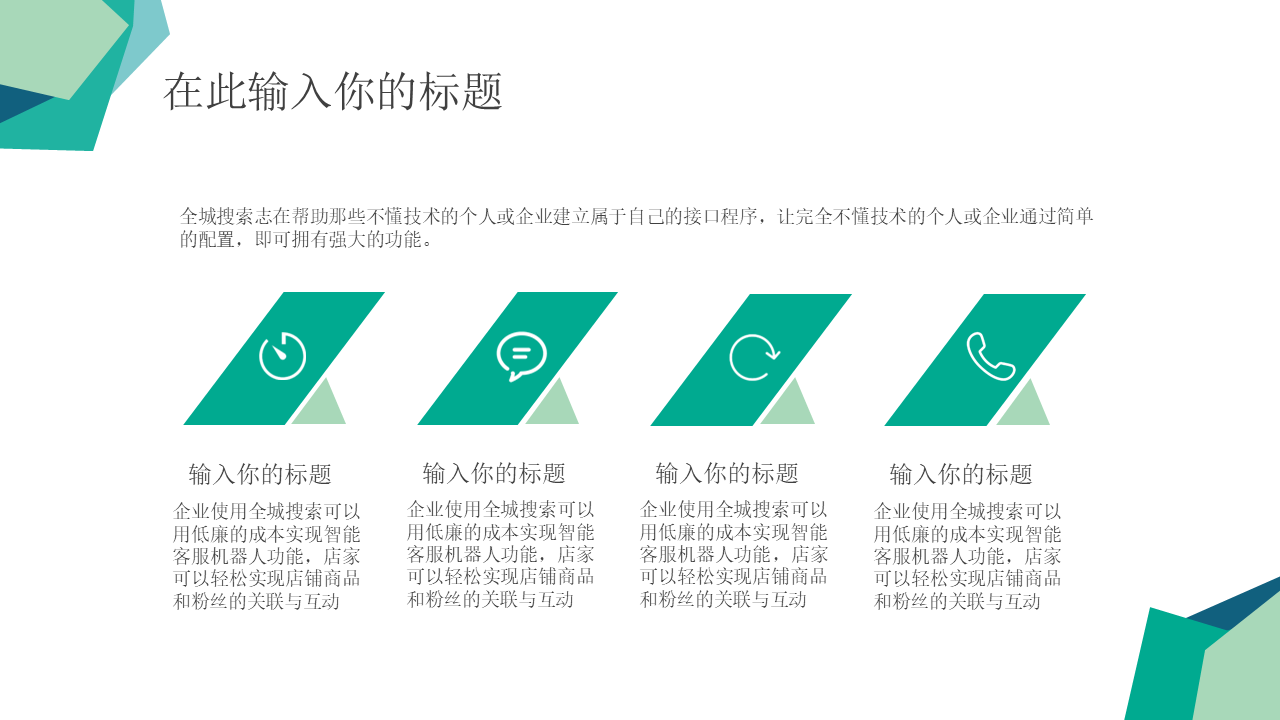 在此输入你的标题
全城搜索志在帮助那些不懂技术的个人或企业建立属于自己的接口程序，让完全不懂技术的个人或企业通过简单
的配置，即可拥有强大的功能。
输入你的标题
企业使用全城搜索可以
用低廉的成本实现智能
客服机器人功能，店家
可以轻松实现店铺商品
和粉丝的关联与互动
输入你的标题
企业使用全城搜索可以
用低廉的成本实现智能
客服机器人功能，店家
可以轻松实现店铺商品
和粉丝的关联与互动
输入你的标题
企业使用全城搜索可以
用低廉的成本实现智能
客服机器人功能，店家
可以轻松实现店铺商品
和粉丝的关联与互动
输入你的标题
企业使用全城搜索可以
用低廉的成本实现智能
客服机器人功能，店家
可以轻松实现店铺商品
和粉丝的关联与互动